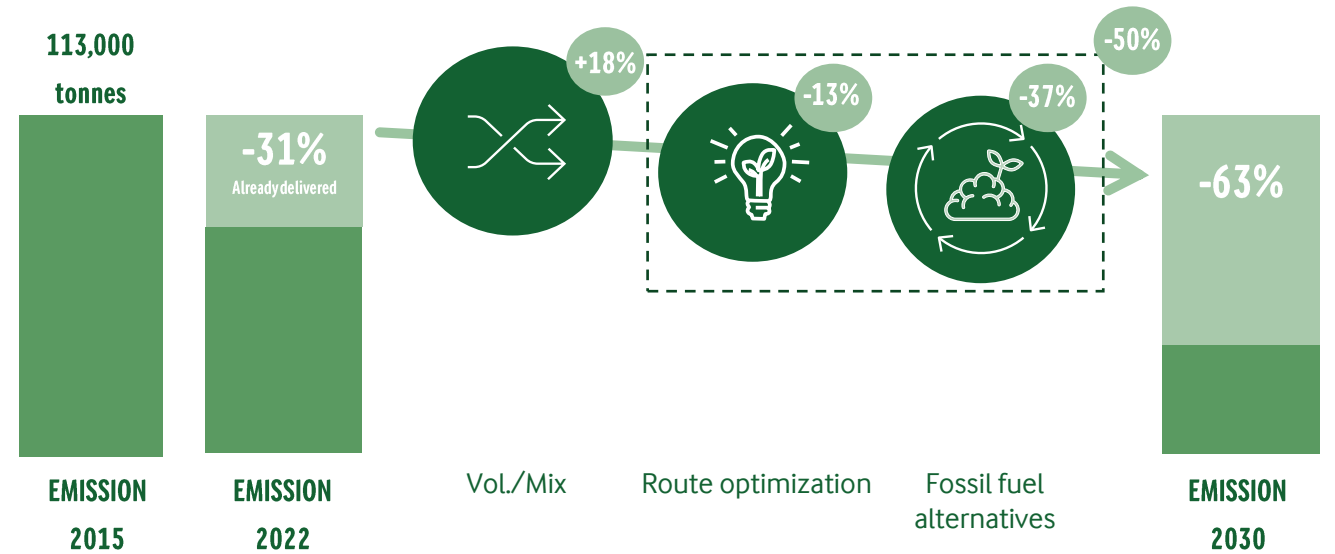 113,000
tonnes
-31%
Already delivered
+18%
-13%
-37%
-50%
-63%
EMISSION
2015
EMISSION
2022
Vol./Mix
Route optimization
Fossil fuel
alternatives
EMISSION
2030